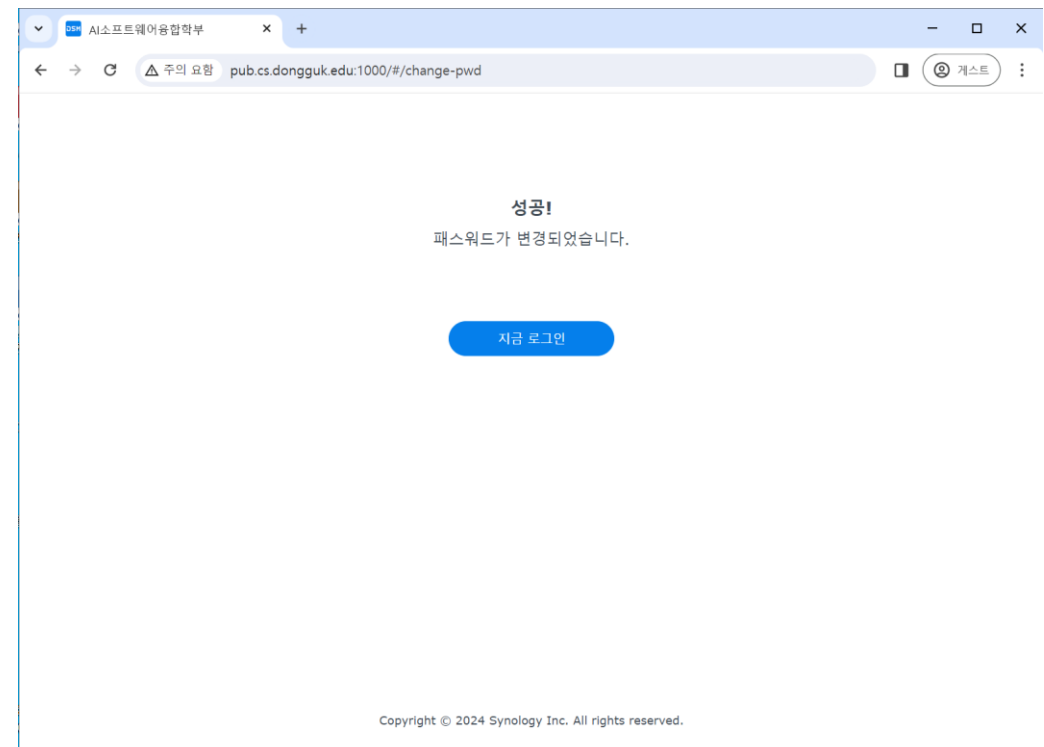 DSM AI소프트웨어융합학부
주의 요함 pub.cs.dongguk.edu:1000/#/change-pwd 게스트
성공!
패스워드가 변경되었습니다.
지금 로그인
Copyright © 2024 Synology Inc. All rights reserved.